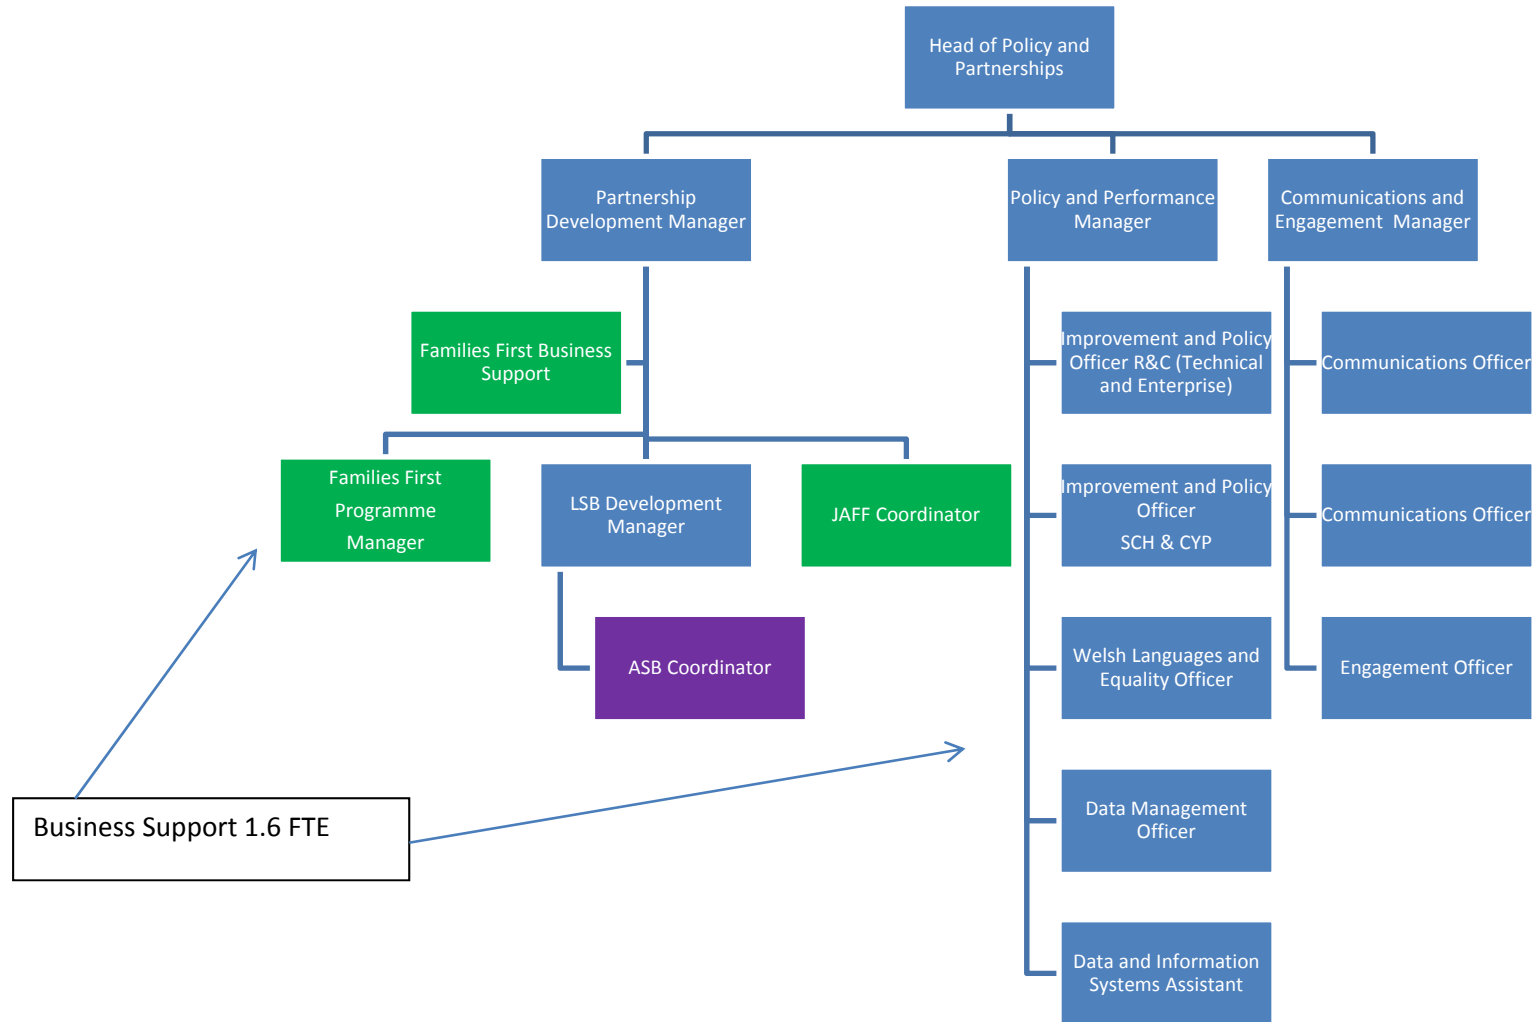 Head of Policy and
Partnerships
Partnership
Development Manager
Policy and Performance
Manager
Communications and
Engagement Manager
Families First Business
Support
Improvement and Policy
Officer R&C (Technical
and Enterprise)
Communications Officer
Families First
Programme
Manager
LSB Development
Manager
JAFF Coordinator
Improvement and Policy
Officer
SCH & CYP
Communications Officer
ASB Coordinator
Welsh Languages and
Equality Officer
Engagement Officer
Business Support 1.6 FTE
Data Management
Officer
Data and Information
Systems Assistant